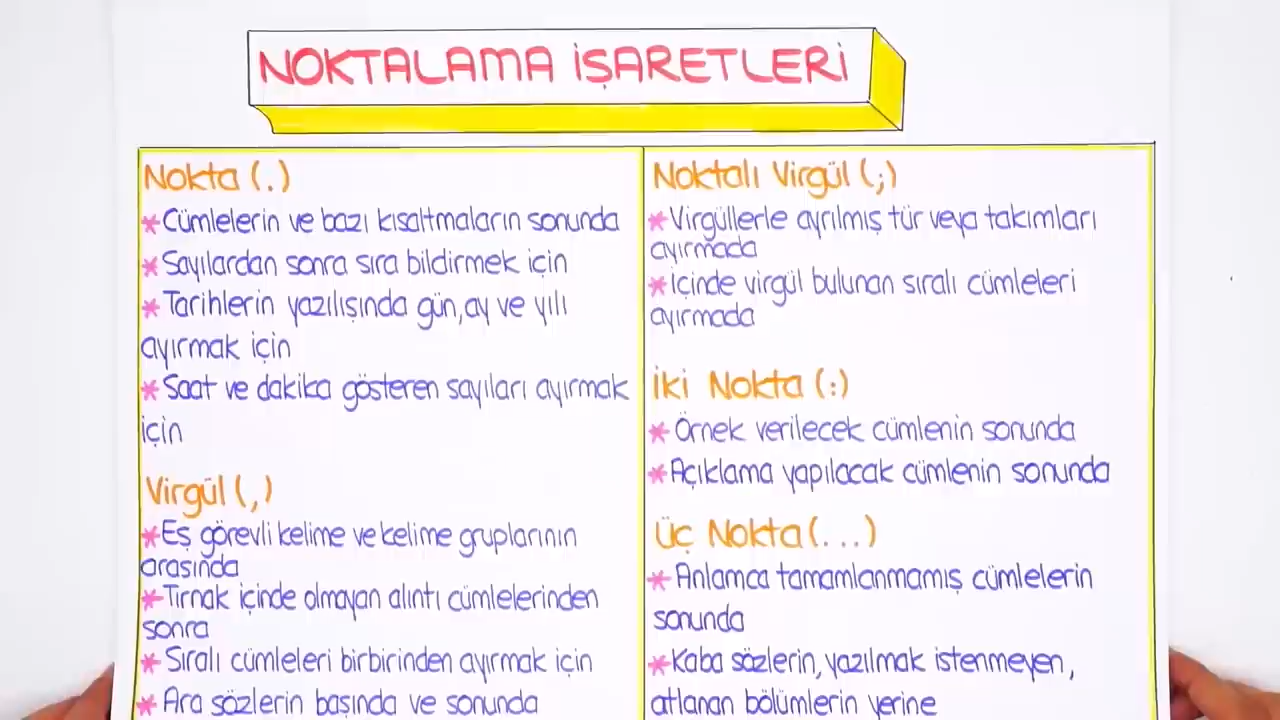 NOKTALAMA İŞARETLERİ
Nokta (.)
*Cümlelerin ve bazı kısaltmaların sonunda
*Sayılardan sonra sıra bildirmek için
*Tarihlerin yazılışında gün,ay ve yılı
ayırmak için
*Saat ve dakika gösteren sayıları ayırmak
için
Virgül (,)
*Eş görevli kelime ve kelime gruplarının
arasında
*Tırnak içinde olmayan alıntı cümlelerinden
sonra
*Sıralı cümleleri birbirinden ayırmak için
*Ara sözlerin başında ve sonunda
Noktalı Virgül (;)
*Virgüllerle ayrılmış tür veya takımları
ayırmada
*İçinde virgül bulunan sıralı cümleleri
ayırmada
İki Nokta (:)
*Örnek verilecek cümlenin sonunda
*Açıklama yapılacak cümlenin sonunda
Üç Nokta (...)
*Anlamca tamamlanmamış cümlelerin
sonunda
*Kaba sözlerin, yazılmak istenmeyen,
atlanan bölümlerin yerine